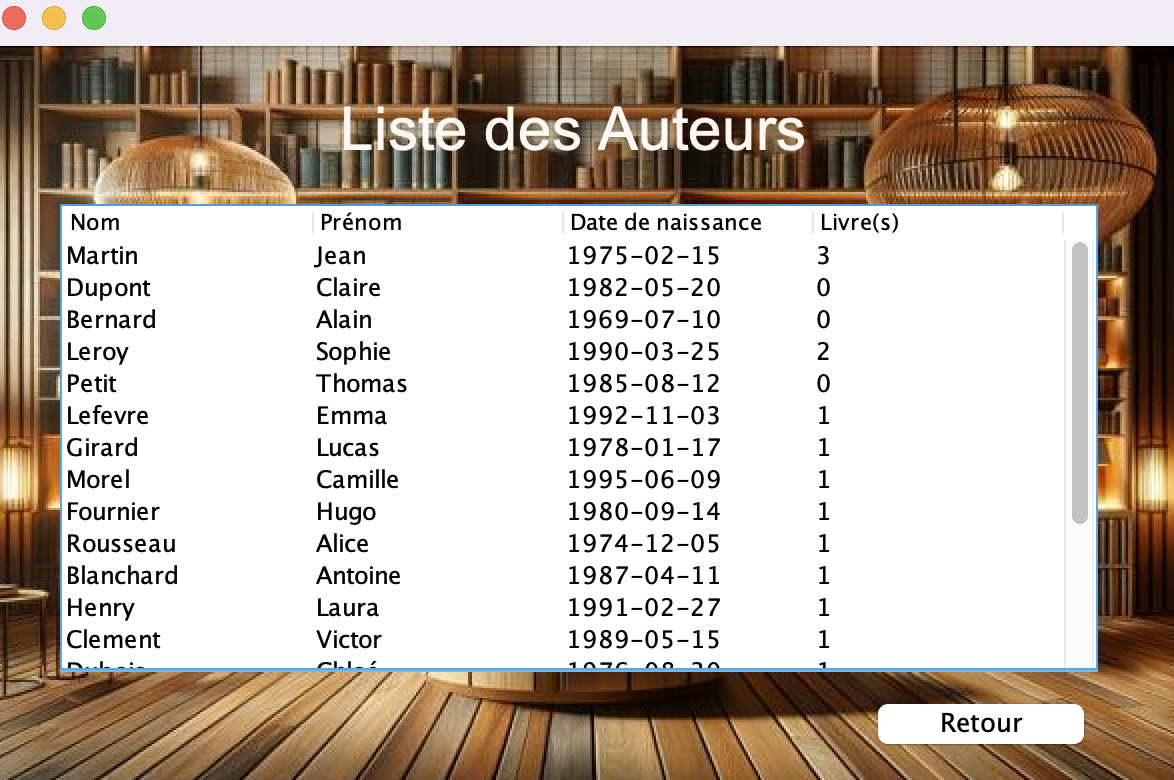 Liste des Auteurs
Nom Prénom Date de naissance Livre(s)
Martin Jean 1975-02-15 3
Dupont Claire 1982-05-20 0
Bernard Alain 1969-07-10 0
Leroy Sophie 1990-03-25 2
Petit Thomas 1985-08-12 0
Lefevre Emma 1992-11-03 1
Girard Lucas 1978-01-17 1
Morel Camille 1995-06-09 1
Fournier Hugo 1980-09-14 1
Rousseau Alice 1974-12-05 1
Blanchard Antoine 1987-04-11 1
Henry Laura 1991-02-27 1
Clement Victor 1989-05-15 1
Retour